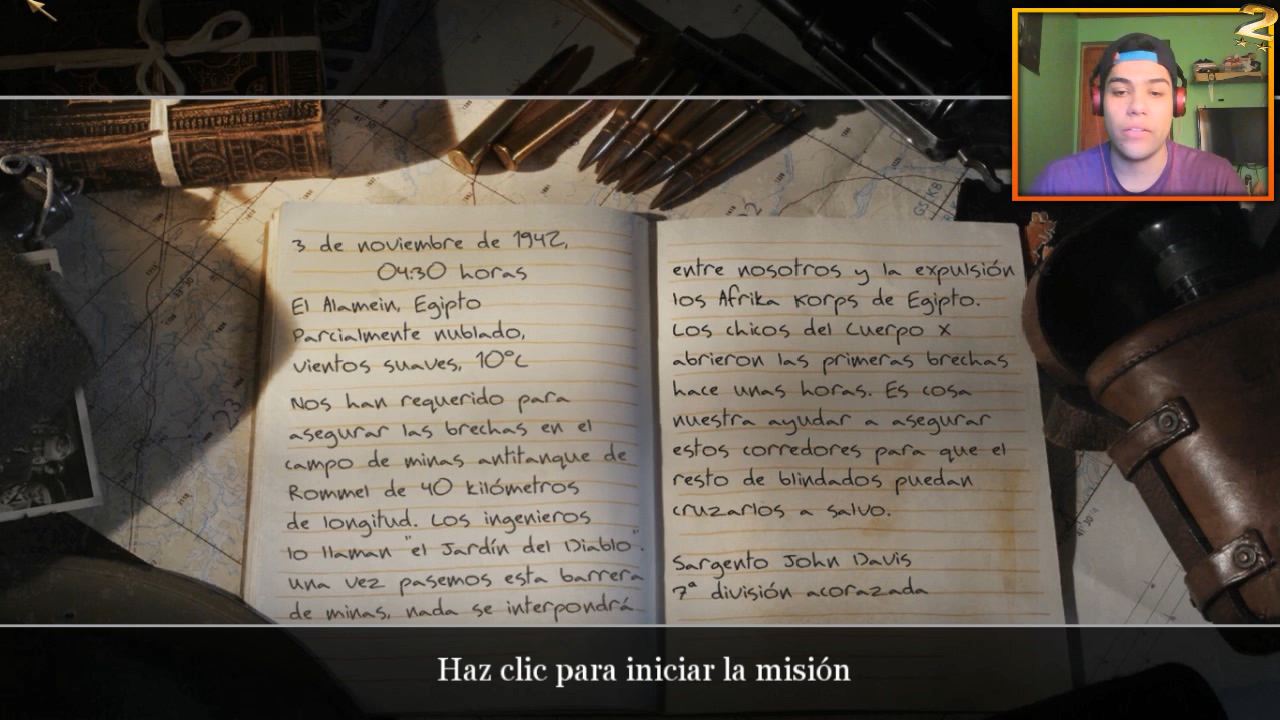 3 de noviembre de 1942,
04:30 horas
El Alamein, Egipto
Parcialmente nublado,
vientos suaves, 10°C
Nos han requerido para
asegurar las brechas en el
campo de minas antitanque de
Rommel de 40 kilómetros
de longitud. Los ingenieros
lo llaman "el Jardín del Diablo".
una vez pasemos esta barrera
de minas, nada se interpondrá
entre nosotros y la expulsión
los Afrika Korps de Egipto.
Los chicos del Cuerpo X
abrieron las primeras brechas
hace unas horas. Es cosa
nuestra ayudar a asegurar
estos corredores para que el
resto de blindados puedan
cruzarlos a salvo.
Sargento John Davis
7ª división acorazada
Haz clic para iniciar la misión
2